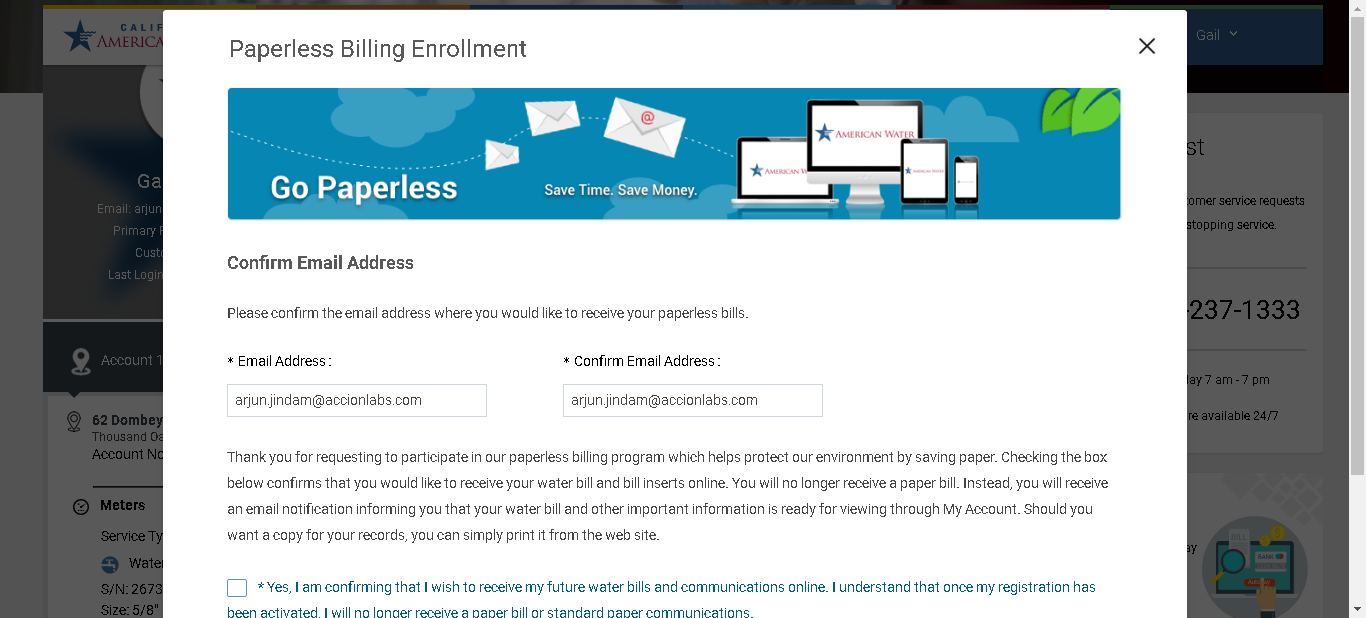 CALIF
AMERICA
Gail
Paperless Billing Enrollment
@
AMERICAN WATER
AMERICAN W
Go Paperless
Save Time. Save Money.
Ga
Email: arjun
Primary
Last Login
Confirm Email Address
Please confirm the email address where you would like to receive your paperless bills.
* Email Address :
* Confirm Email Address :
arjun.jindam@accionlabs.com
arjun.jindam@accionlabs.com
Thank you for requesting to participate in our paperless billing program which helps protect our environment by saving paper. Checking the box
below confirms that you would like to receive your water bill and bill inserts online. You will no longer receive a paper bill. Instead, you will receive
an email notification informing you that your water bill and other important information is ready for viewing through My Account. Should you
want a copy for your records, you can simply print it from the web site.
* Yes, I am confirming that I wish to receive my future water bills and communications online. I understand that once my registration has
been activated, I will no longer receive a paper bill or standard paper communications.
Account 1
62 Dombey
Thousand Oa
Account No
Meters
Service Ty
Water
S/N: 2673
Size: 5/8"
st
tomer service requests
stopping service.
-237-1333
day 7 am - 7 pm
re available 24/7
ay
BILL
BANK
AutoPay